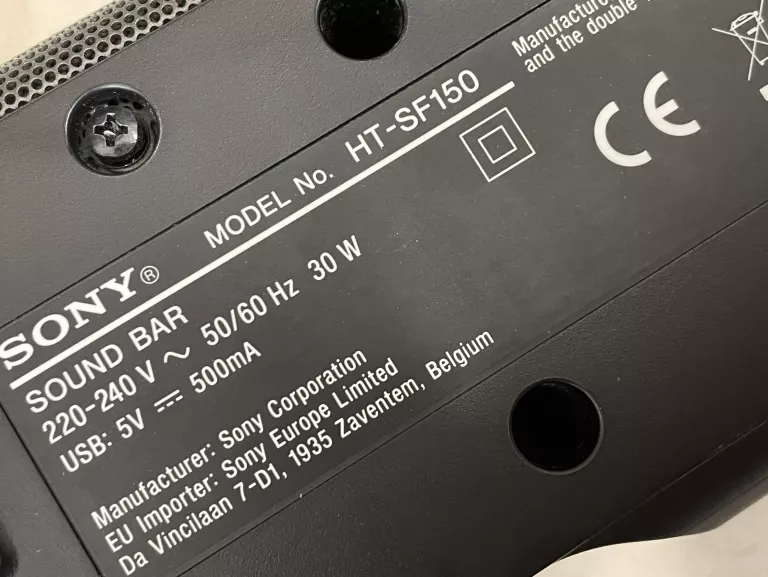 SONY®
MODEL No. HT-SF150
SOUND BAR
220-240 V ~ 50/60 Hz 30 W
USB: 5V ⎓ 500mA
Manufacturer: Sony Corporation
EU Importer: Sony Europe Limited
Da Vincilaan 7-D1, 1935 Zaventem, Belgium
and the double
CE